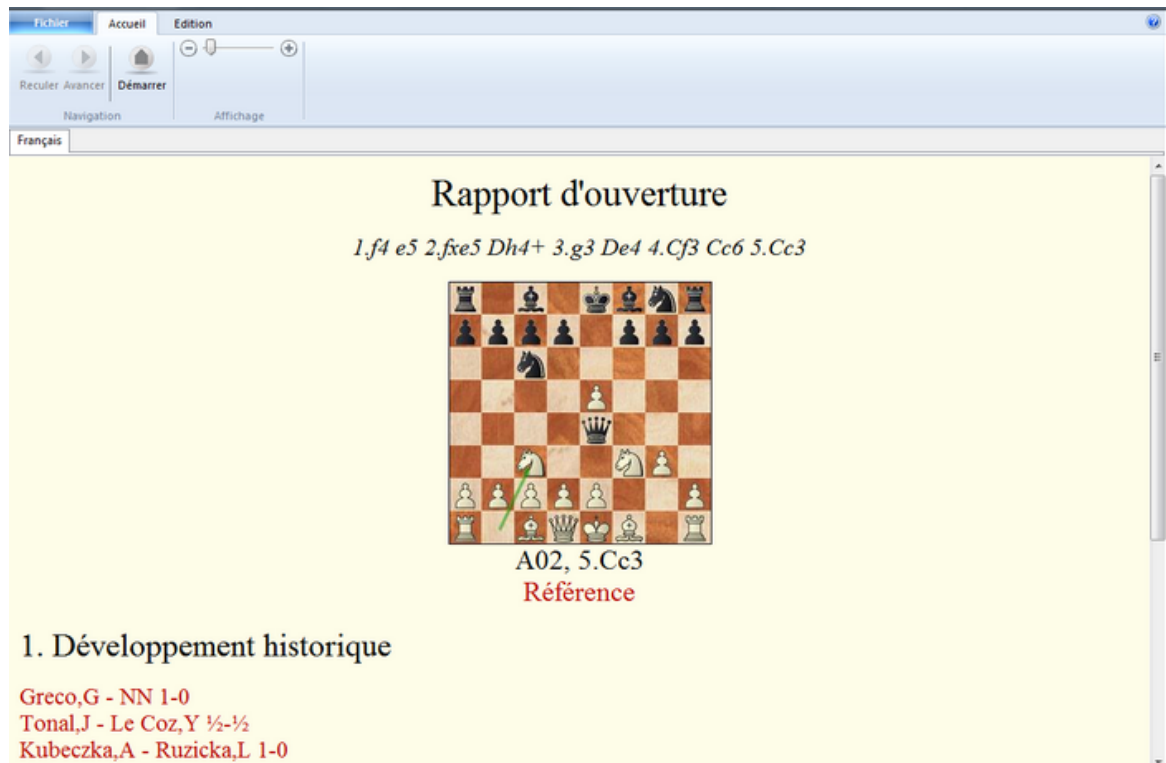 Fichier Accueil Edition
Reculer Avancer Démarrer
Navigation Affichage
Français
Rapport d'ouverture
1.f4 e5 2.fxe5 Dh4+ 3.g3 De4 4.Cf3 Cc6 5.Cc3
A02, 5.Cc3
Référence
1. Développement historique
Greco,G - NN 1-0
Tonal,J - Le Coz,Y ½-½
Kubeczka,A - Ruzicka,L 1-0